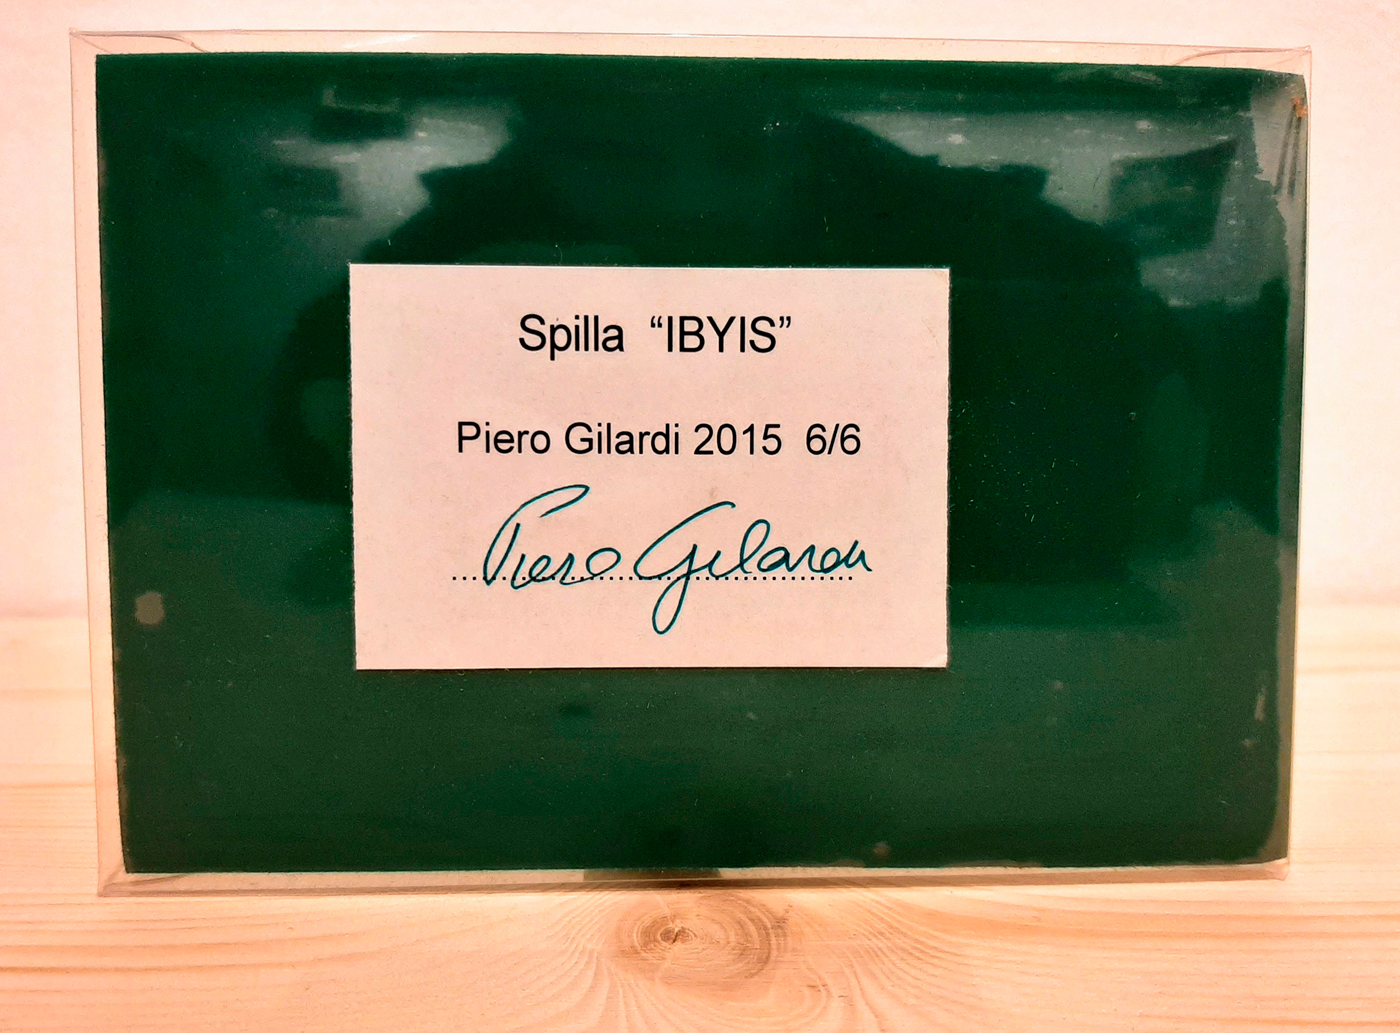 Spilla “IBYIS”
Piero Gilardi 2015 6/6
Piero Gilardi